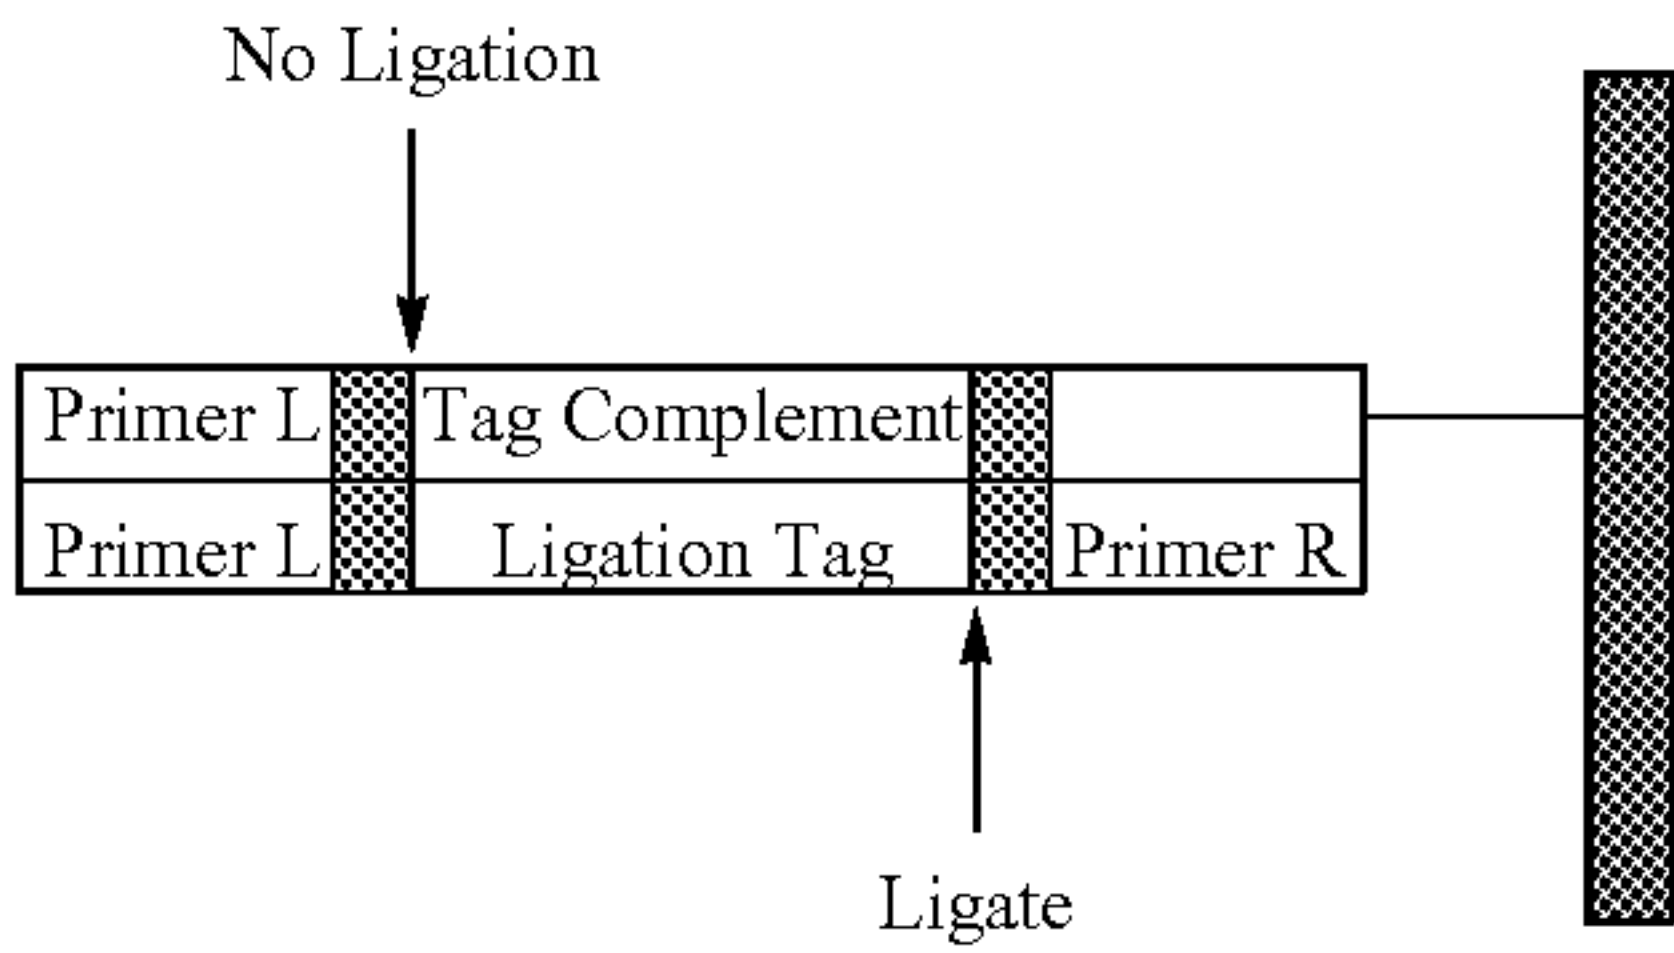 No Ligation
Primer L Tag Complement
Primer L Ligation Tag Primer R
Ligate